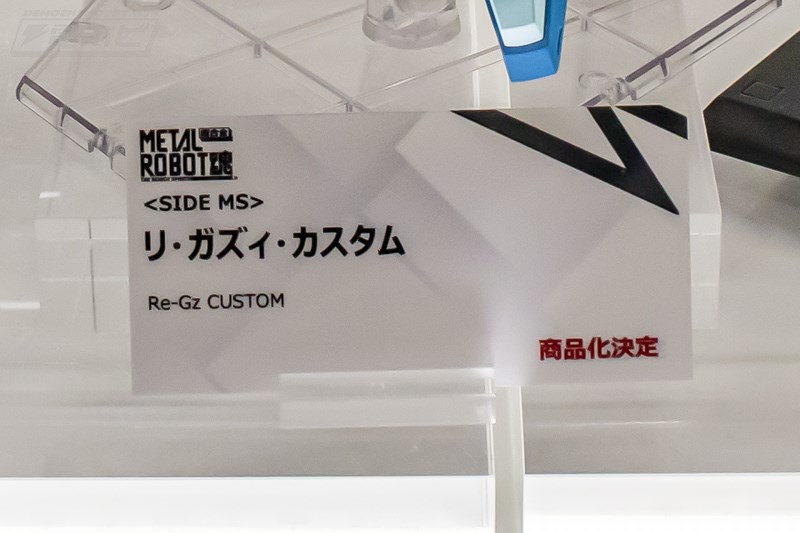 METAL
ROBOT魂
<SIDE MS>
リ・ガズィ・カスタム
Re-Gz CUSTOM
商品化決定